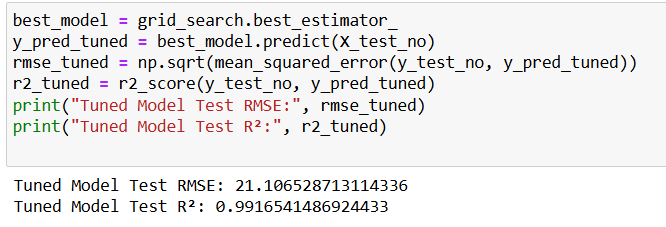 best_model = grid_search.best_estimator_
y_pred_tuned = best_model.predict(X_test_no)
rmse_tuned = np.sqrt(mean_squared_error(y_test_no, y_pred_tuned))
r2_tuned = r2_score(y_test_no, y_pred_tuned)
print("Tuned Model Test RMSE:", rmse_tuned)
print("Tuned Model Test R²:", r2_tuned)
Tuned Model Test RMSE: 21.106528713114336
Tuned Model Test R²: 0.9916541486924433